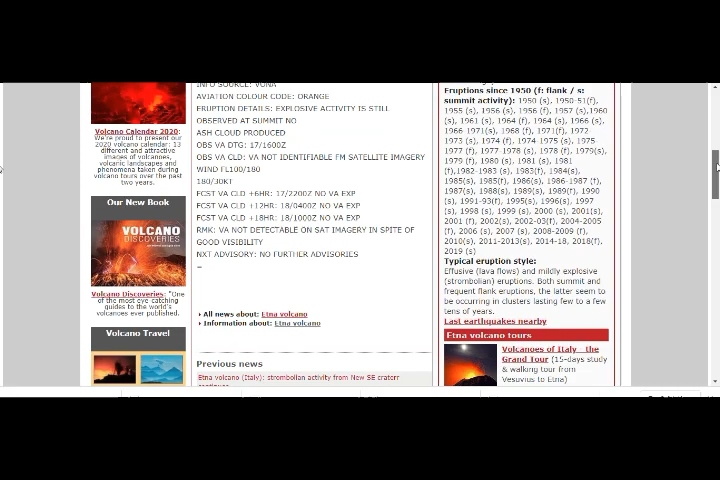 Volcano Calendar 2020:
We're proud to present our
2020 volcano calendar: 13
different and attractive
images of volcanoes,
volcanic landscapes and
phenomena taken during
volcano tours over the past
two years.
Our New Book
VOLCANO
DISCOVERIES
Volcano Discoveries: "One
of the most eye-catching
guides to the world's
volcanoes ever published.
Volcano Travel
INFO SOURCE: VONA
AVIATION COLOUR CODE: ORANGE
ERUPTION DETAILS: EXPLOSIVE ACTIVITY IS STILL
OBSERVED AT SUMMIT NO
ASH CLOUD PRODUCED
OBS VA DTG: 17/1600Z
OBS VA CLD: VA NOT IDENTIFIABLE FM SATELLITE IMAGERY
WIND FL100/180
180/30KT
FCST VA CLD +6HR: 17/2200Z NO VA EXP
FCST VA CLD +12HR: 18/0400Z NO VA EXP
FCST VA CLD +18HR: 18/1000Z NO VA EXP
RMK: VA NOT DETECTABLE ON SAT IMAGERY IN SPITE OF
GOOD VISIBILITY
NXT ADVISORY: NO FURTHER ADVISORIES
=
All news about: Etna volcano
Information about: Etna volcano
Previous news
Etna volcano (Italy): strombolian activity from New SE craterr
Eruptions since 1950 (f: flank / s:
summit activity): 1950 (s), 1950-51(f),
1955 (s), 1956 (s), 1956 (f), 1957 (s),1960
(s), 1961 (s), 1964 (f), 1964 (s), 1966 (s),
1966-1971(s), 1968 (f), 1971(f), 1972-
1973 (s), 1974 (f), 1974-1975 (s), 1975-
1977 (f), 1977-1978 (s), 1978 (f), 1979(s),
1979 (f), 1980 (s), 1981 (s), 1981
(f),1982-1983 (s), 1983(f), 1984(s),
1985(s), 1985(f), 1986(s), 1986-1987 (f),
1987(s), 1988(s), 1989(s), 1989(f), 1990
(s), 1991-93(f), 1995(s), 1996(s), 1997
(s), 1998 (s), 1999 (s), 2000 (s), 2001(s),
2001 (f), 2002(s), 2002-03(f), 2004-2005
(f), 2006 (s), 2007 (s), 2008-2009 (f),
2010(s), 2011-2013(s), 2014-18, 2018(f),
2019 (s)
Typical eruption style:
Effusive (lava flows) and mildly explosive
(strombolian) eruptions. Both summit and
frequent flank eruptions, the latter seem to
be occurring in clusters lasting few to a few
tens of years.
Last earthquakes nearby
Etna volcano tours
Volcanoes of Italy - the
Grand Tour (15-days study
& walking tour from
Vesuvius to Etna)